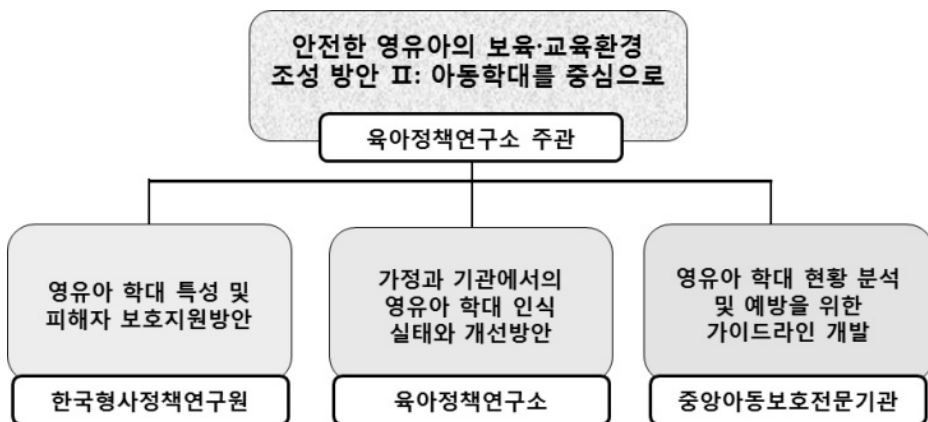 안전한 영유아의 보육·교육환경
조성 방안 Ⅱ: 아동학대를 중심으로
육아정책연구소 주관
영유아 학대 특성 및
피해자 보호지원방안
한국형사정책연구원
가정과 기관에서의
영유아 학대 인식
실태와 개선방안
육아정책연구소
영유아 학대 현황 분석
및 예방을 위한
가이드라인 개발
중앙아동보호전문기관